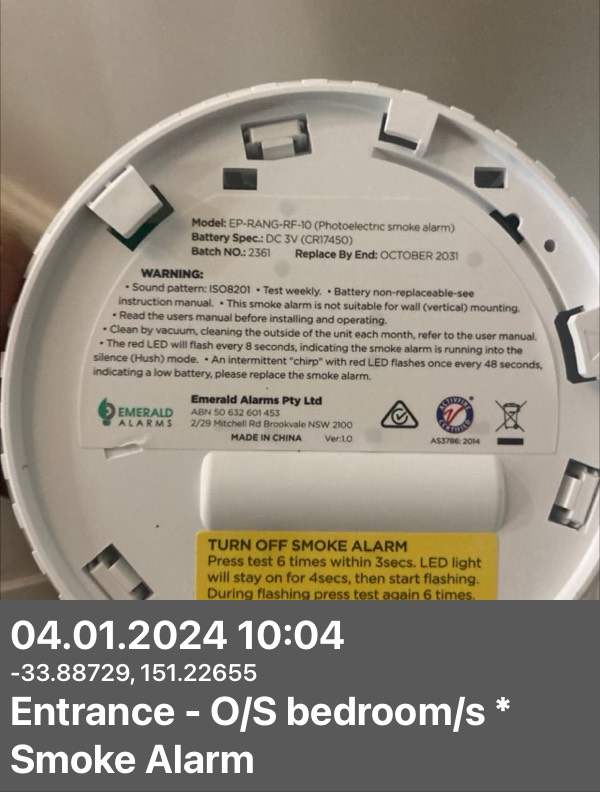 Model: EP-RANG-RF-10 (Photoelectric smoke alarm)
Battery Spec.: DC 3V (CR17450)
Batch NO.: 2361 Replace By End: OCTOBER 2031
WARNING:
• Sound pattern: ISO8201 • Test weekly. • Battery non-replaceable-see
instruction manual. • This smoke alarm is not suitable for wall (vertical) mounting.
• Read the users manual before installing and operating.
• Clean by vacuum, cleaning the outside of the unit each month, refer to the user manual.
• The red LED will flash every 8 seconds, indicating the smoke alarm is running into the
silence (Hush) mode. • An intermittent "chirp" with red LED flashes once every 48 seconds,
indicating a low battery, please replace the smoke alarm.
EMERALD
ALARMS
Emerald Alarms Pty Ltd
ABN 50 632 601 453
2/29 Mitchell Rd Brookvale NSW 2100
MADE IN CHINA Ver:1.0
ACTIVFIRE
CERTIFIED
AS3786: 2014
TURN OFF SMOKE ALARM
Press test 6 times within 3secs. LED light
will stay on for 4secs, then start flashing.
During flashing press test again 6 times.
04.01.2024 10:04
-33.88729, 151.22655
Entrance - O/S bedroom/s *
Smoke Alarm